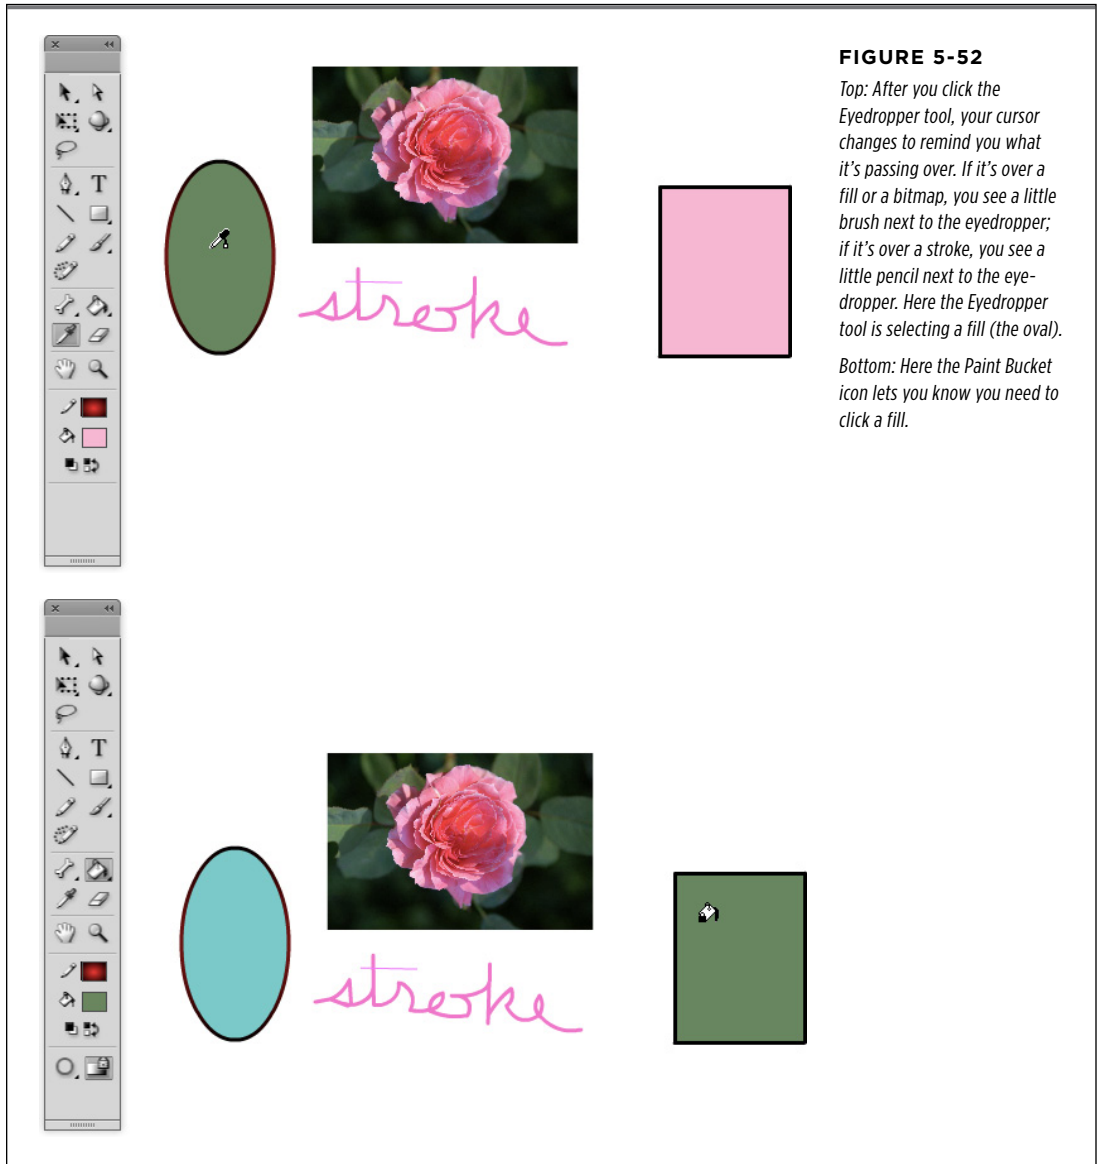 FIGURE 5-52
Top: After you click the
Eyedropper tool, your cursor
changes to remind you what
it's passing over. If it's over a
fill or a bitmap, you see a little
brush next to the eyedropper;
if it's over a stroke, you see a
little pencil next to the eye-
dropper. Here the Eyedropper
tool is selecting a fill (the oval).
Bottom: Here the Paint Bucket
icon lets you know you need to
click a fill.
T
stroke
T
stroke